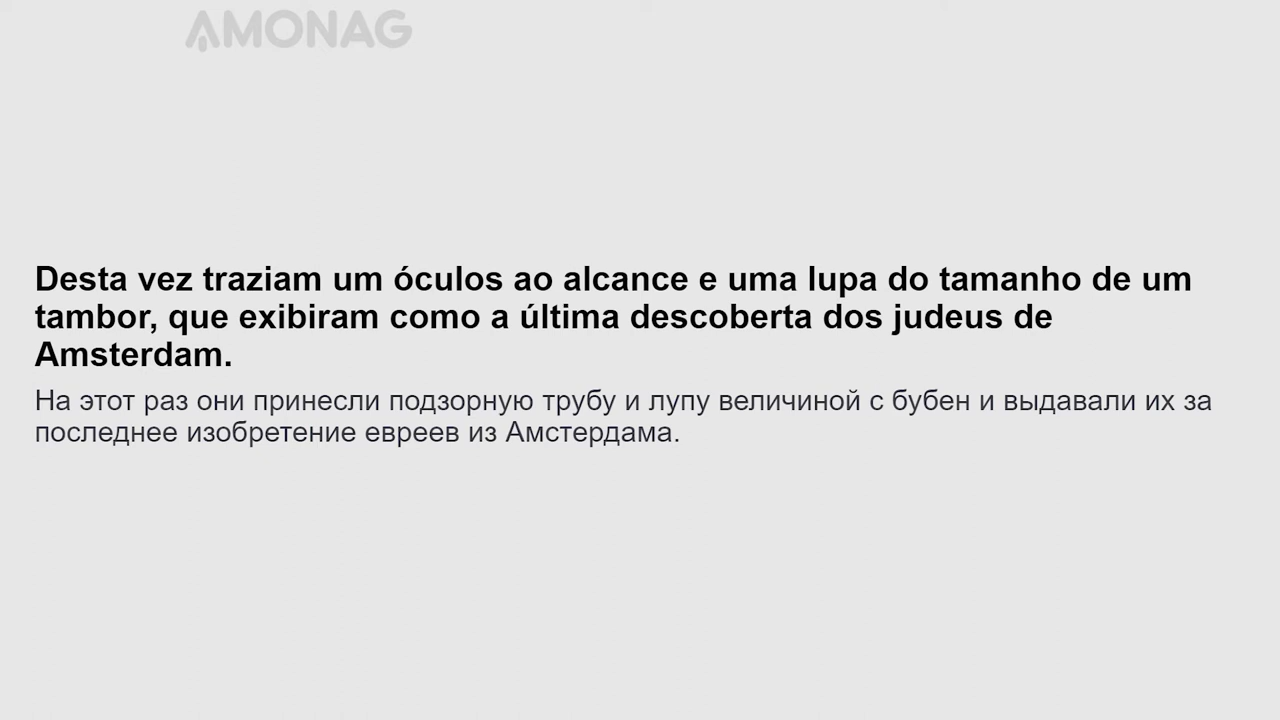 AMONAG
Desta vez traziam um óculos ao alcance e uma lupa do tamanho de um
tambor, que exibiram como a última descoberta dos judeus de
Amsterdam.
На этот раз они принесли подзорную трубу и лупу величиной с бубен и выдавали их за
последнее изобретение евреев из Амстердама.